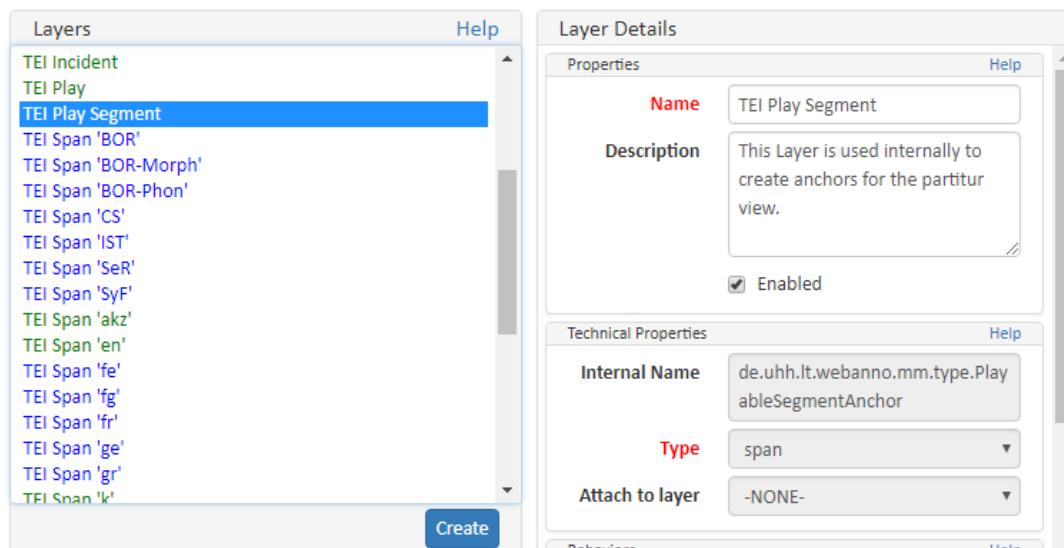 Layers Help
TEI Incident
TEI Play
TEI Play Segment
TEI Span 'BOR'
TEI Span 'BOR-Morph'
TEI Span 'BOR-Phon'
TEI Span 'CS'
TEI Span 'IST'
TEI Span 'SeR'
TEI Span 'SyF'
TEI Span 'akz'
TEI Span 'en'
TEI Span 'fe'
TEI Span 'fg'
TEI Span 'fr'
TEI Span 'ge'
TEI Span 'gr'
TEI Span 'k'
Create
Layer Details
Properties Help
Name TEI Play Segment
Description This Layer is used internally to
create anchors for the partitur
view.
Enabled
Technical Properties Help
Internal Name de.uhh.lt.webanno.mm.type.Play
ableSegmentAnchor
Type span
Attach to layer -NONE-
Behaviors Help